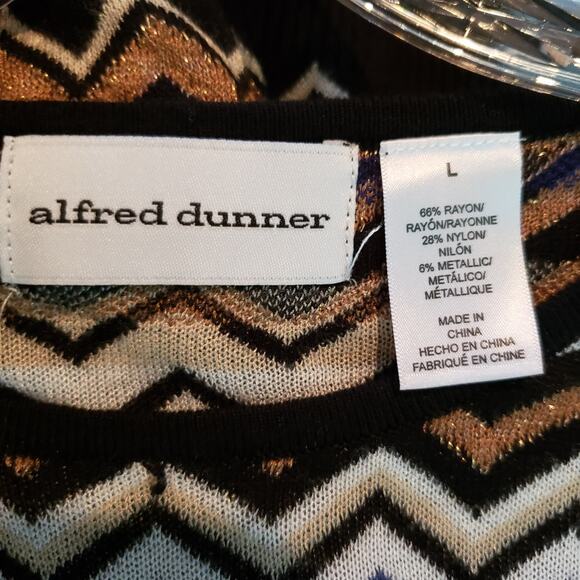 alfred dunner
L
66% RAYON/
RAYÓN/RAYONNE
28% NYLON/
NILÓN
6% METALLIC/
METÁLICO/
MÉTALLIQUE
MADE IN
CHINA
HECHO EN CHINA
FABRIQUÉ EN CHINE